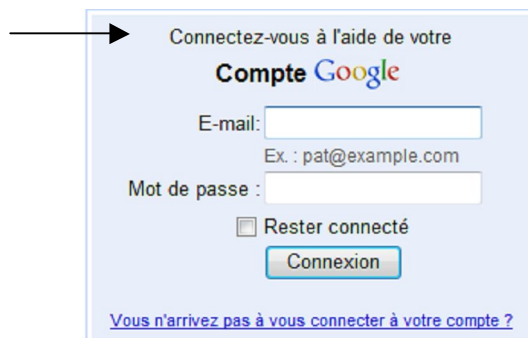 Connectez-vous à l'aide de votre
Compte Google
E-mail:
Ex. : pat@example.com
Mot de passe :
Rester connecté
Connexion
Vous n'arrivez pas à vous connecter à votre compte ?